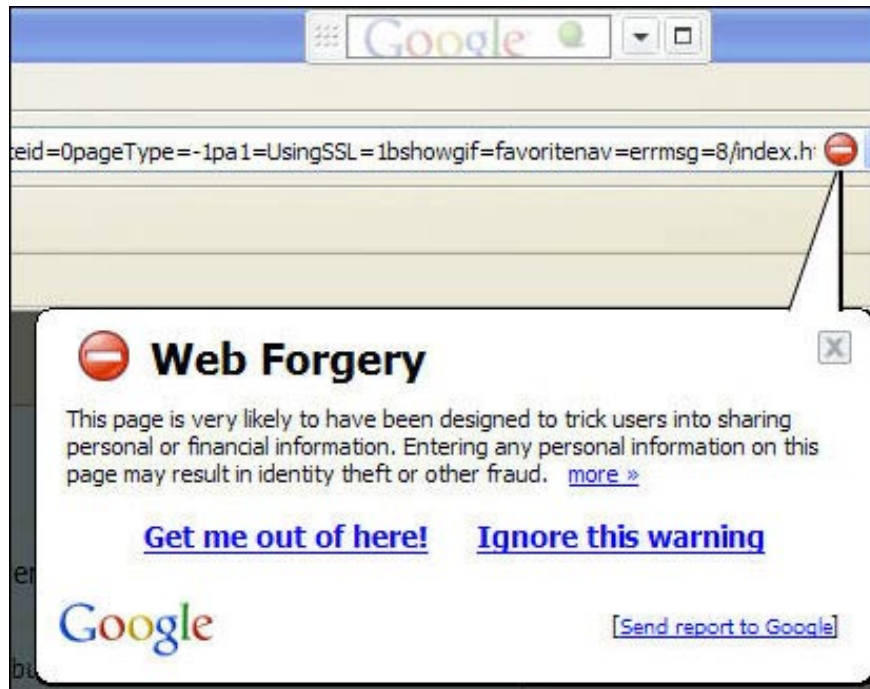 Google
eid=0pageType=-1pa1=UsingSSL=1bshowgif=favoritenav=errmsg=8/index.h
Web Forgery
This page is very likely to have been designed to trick users into sharing
personal or financial information. Entering any personal information on this
page may result in identity theft or other fraud. more »
Get me out of here! Ignore this warning
Google
[Send report to Google]